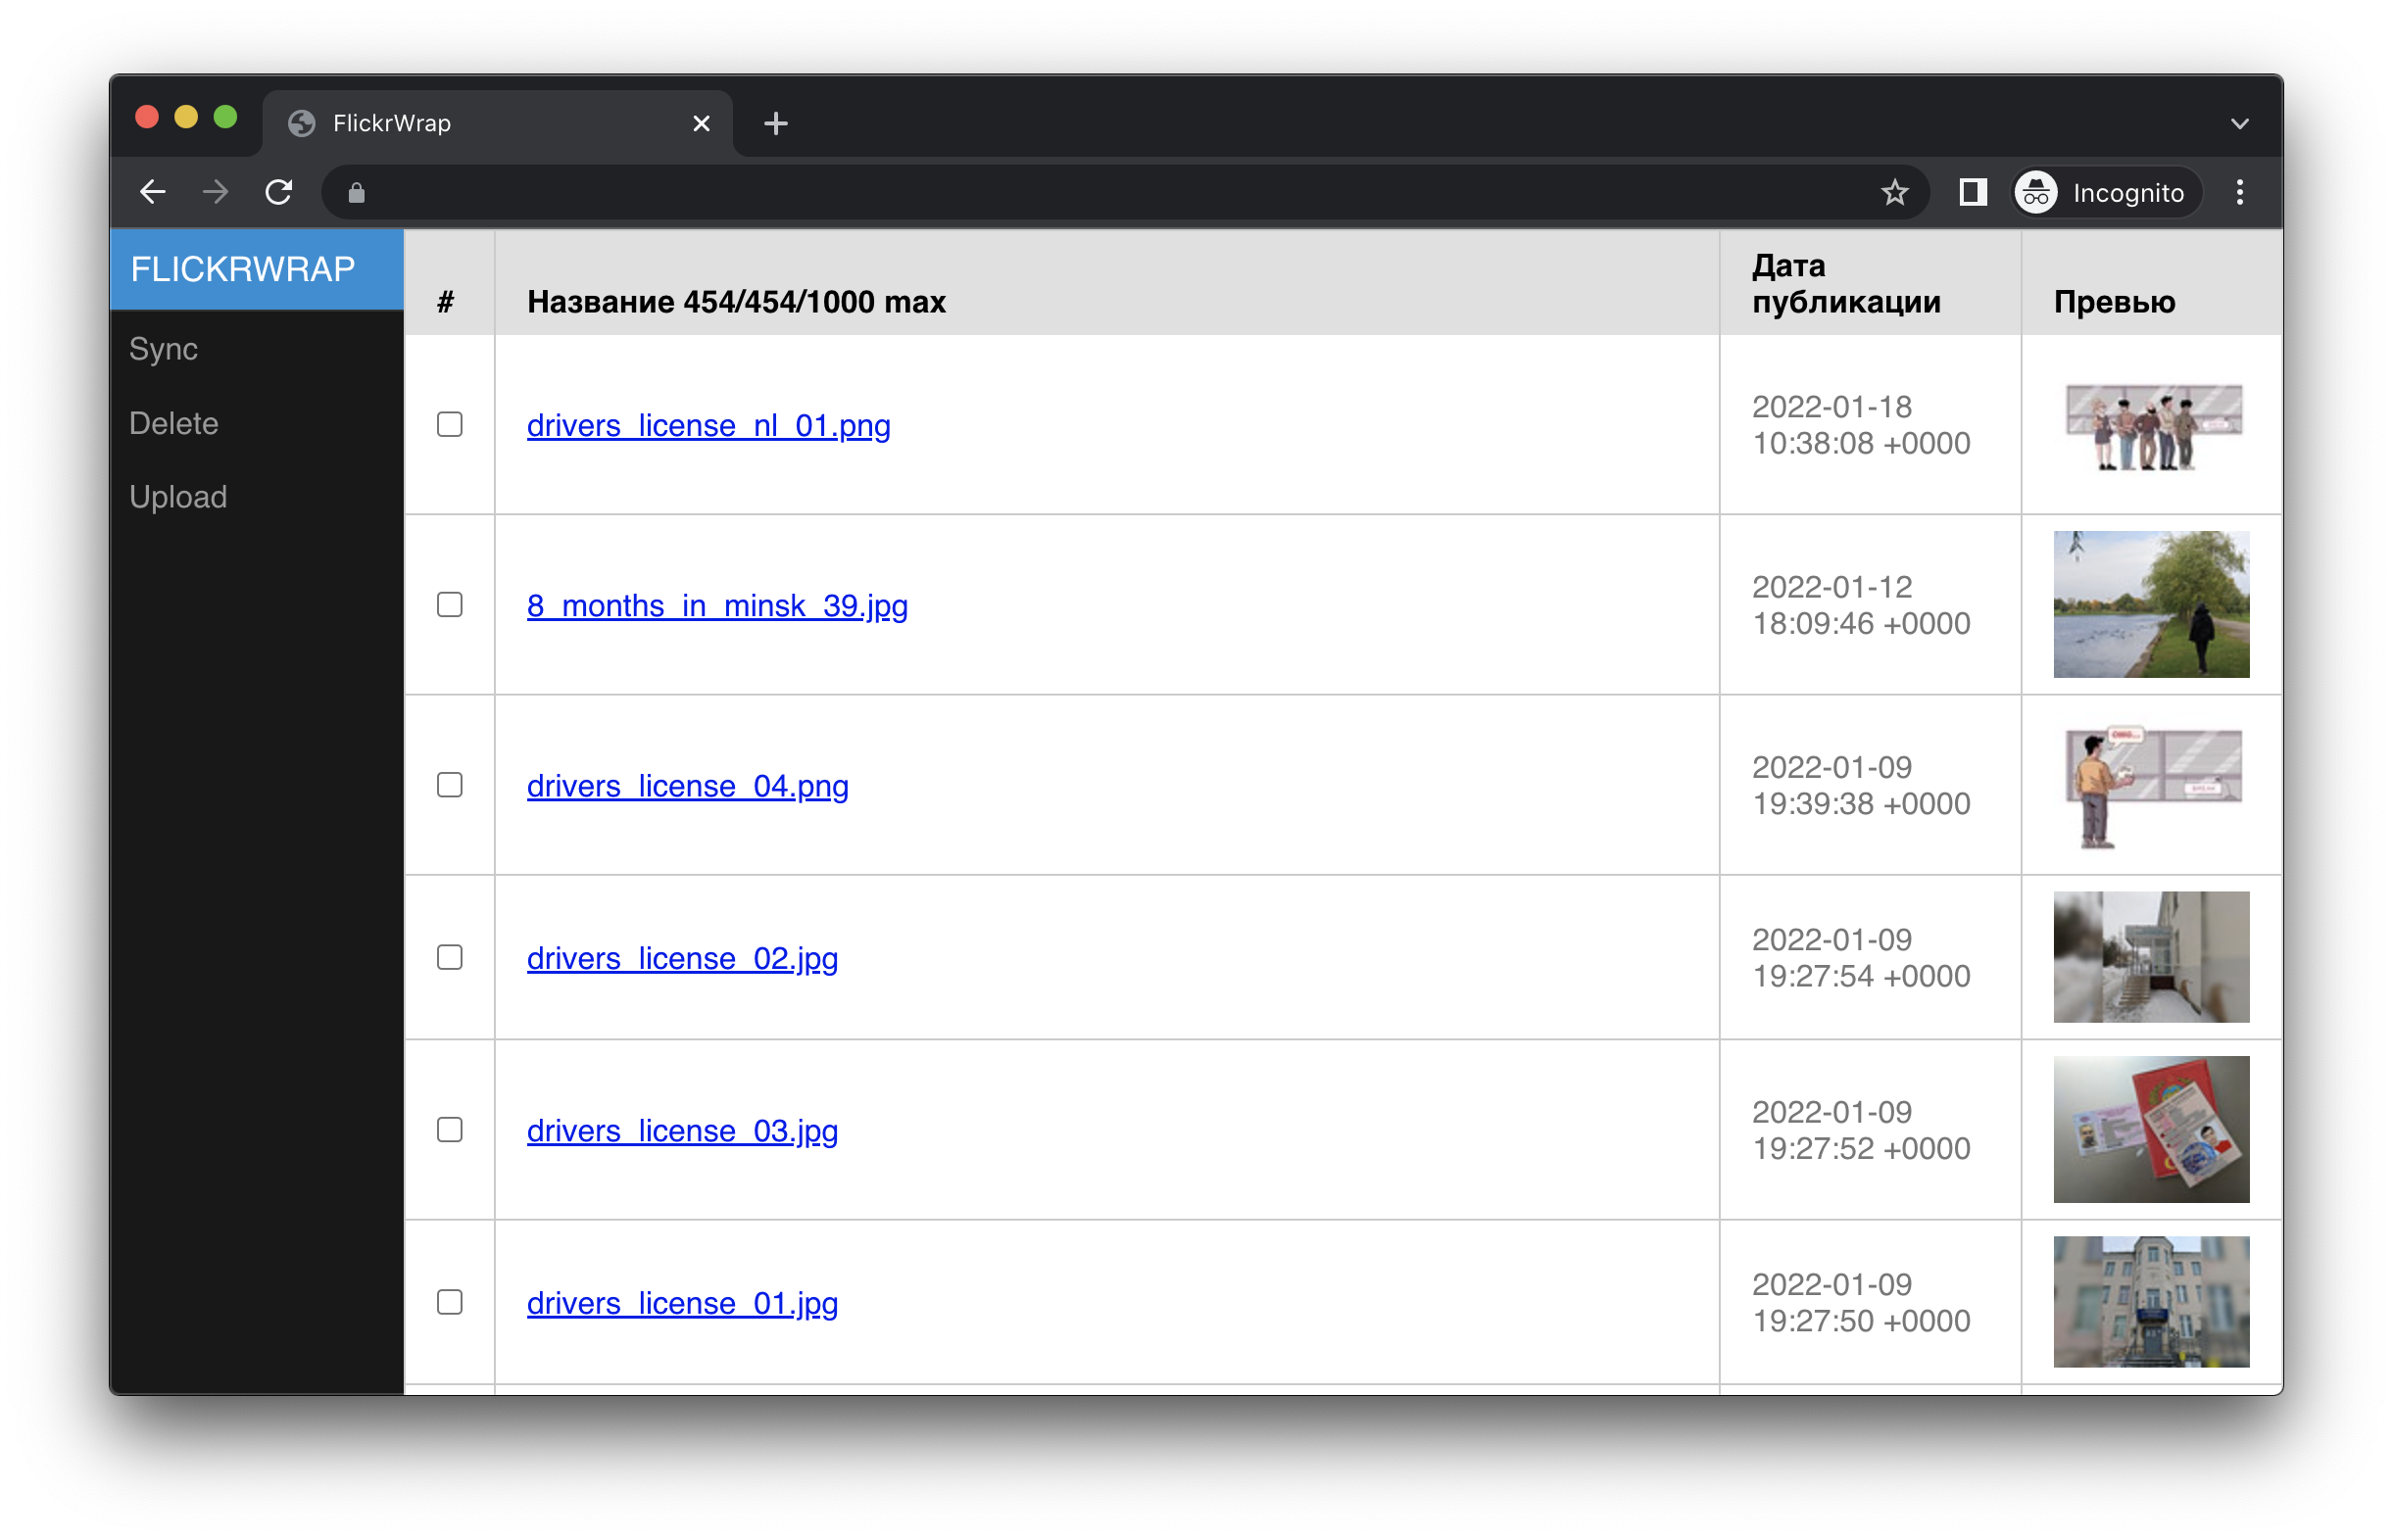 FlickrWrap
Incognito
FLICKRWRAP
Sync
Delete
Upload
#
Название 454/454/1000 max
Дата
публикации
Превью
drivers_license_nl_01.png
2022-01-18
10:38:08 +0000
8_months_in_minsk_39.jpg
2022-01-12
18:09:46 +0000
drivers_license_04.png
2022-01-09
19:39:38 +0000
drivers_license_02.jpg
2022-01-09
19:27:54 +0000
drivers_license_03.jpg
2022-01-09
19:27:52 +0000
drivers_license_01.jpg
2022-01-09
19:27:50 +0000